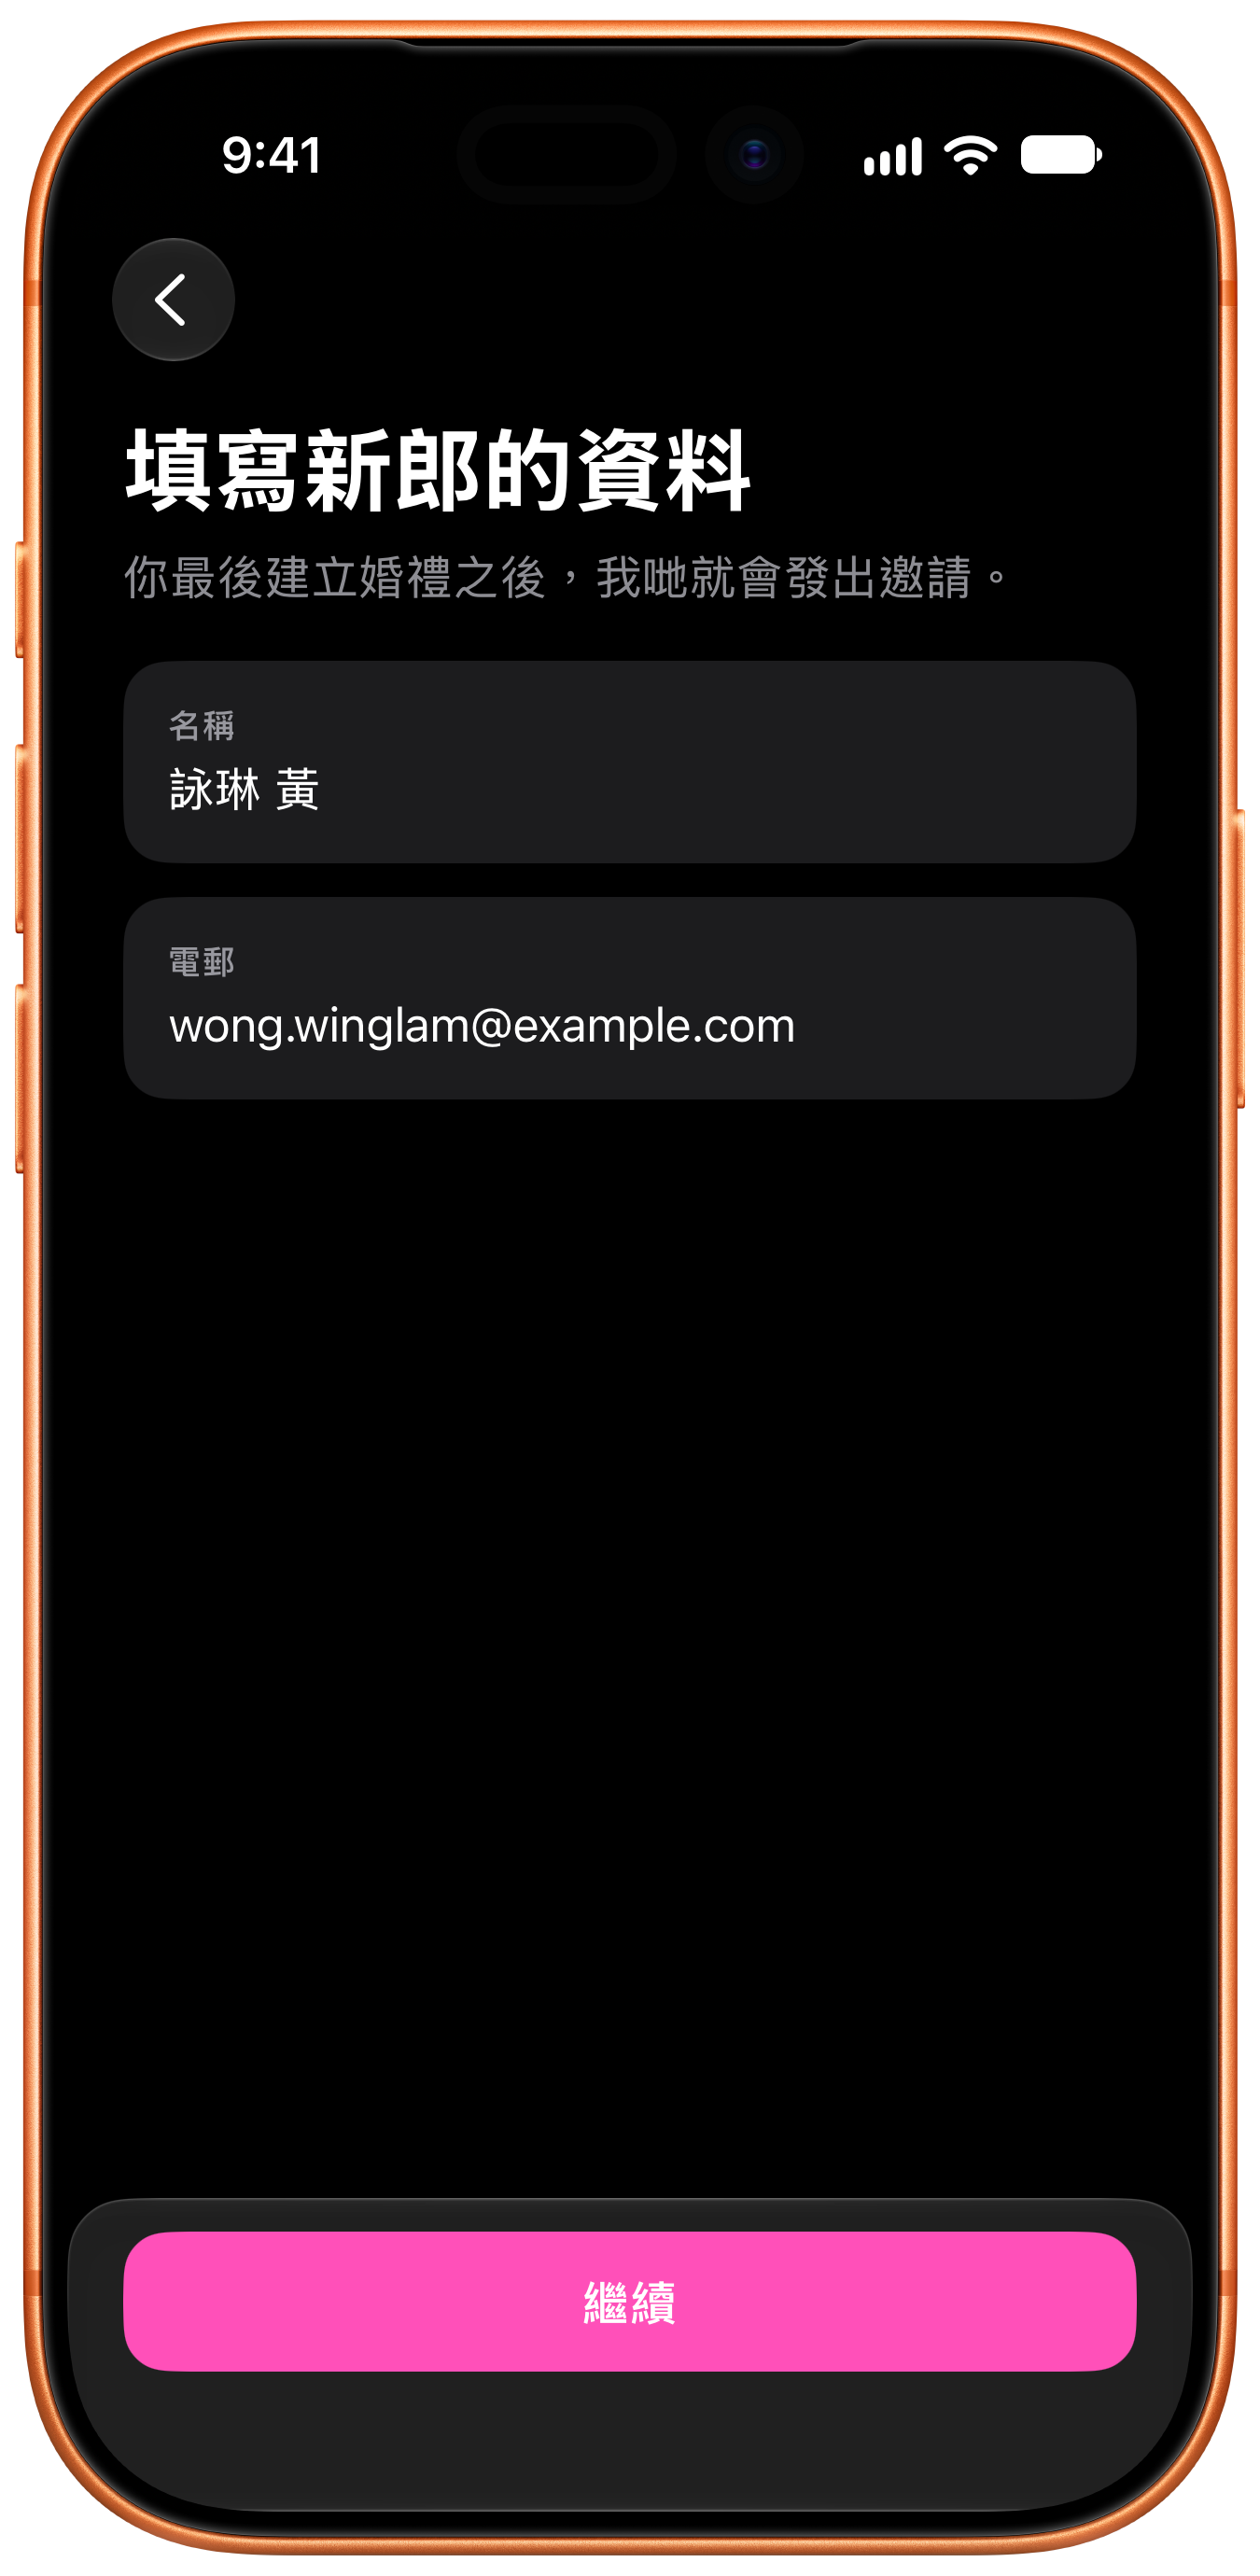 9:41
填寫新郎的資料
你最後建立婚禮之後，我哋就會發出邀請。
名稱
詠琳 黃
電郵
wong.winglam@example.com
繼續